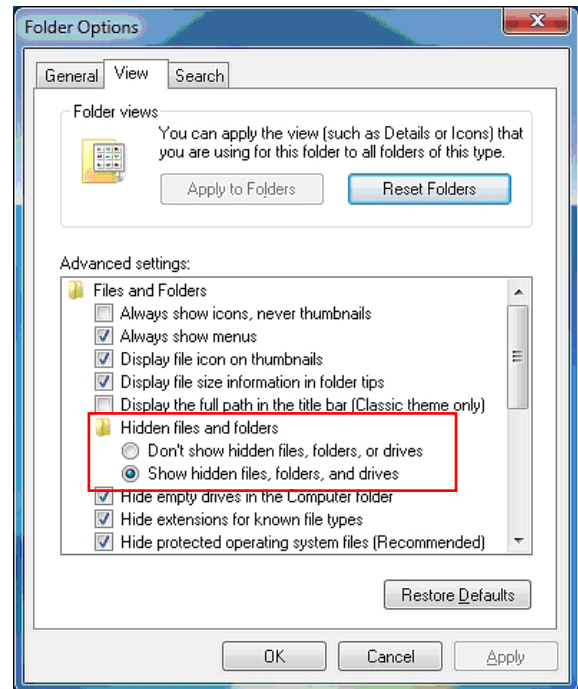 Folder Options
General View Search
Folder views
You can apply the view (such as Details or Icons) that
you are using for this folder to all folders of this type.
Apply to Folders Reset Folders
Advanced settings:
Files and Folders
Always show icons, never thumbnails
Always show menus
Display file icon on thumbnails
Display file size information in folder tips
Display the full path in the title bar (Classic theme only)
Hidden files and folders
Don't show hidden files, folders, or drives
Show hidden files, folders, and drives
Hide empty drives in the Computer folder
Hide extensions for known file types
Hide protected operating system files (Recommended)
Restore Defaults
OK Cancel Apply